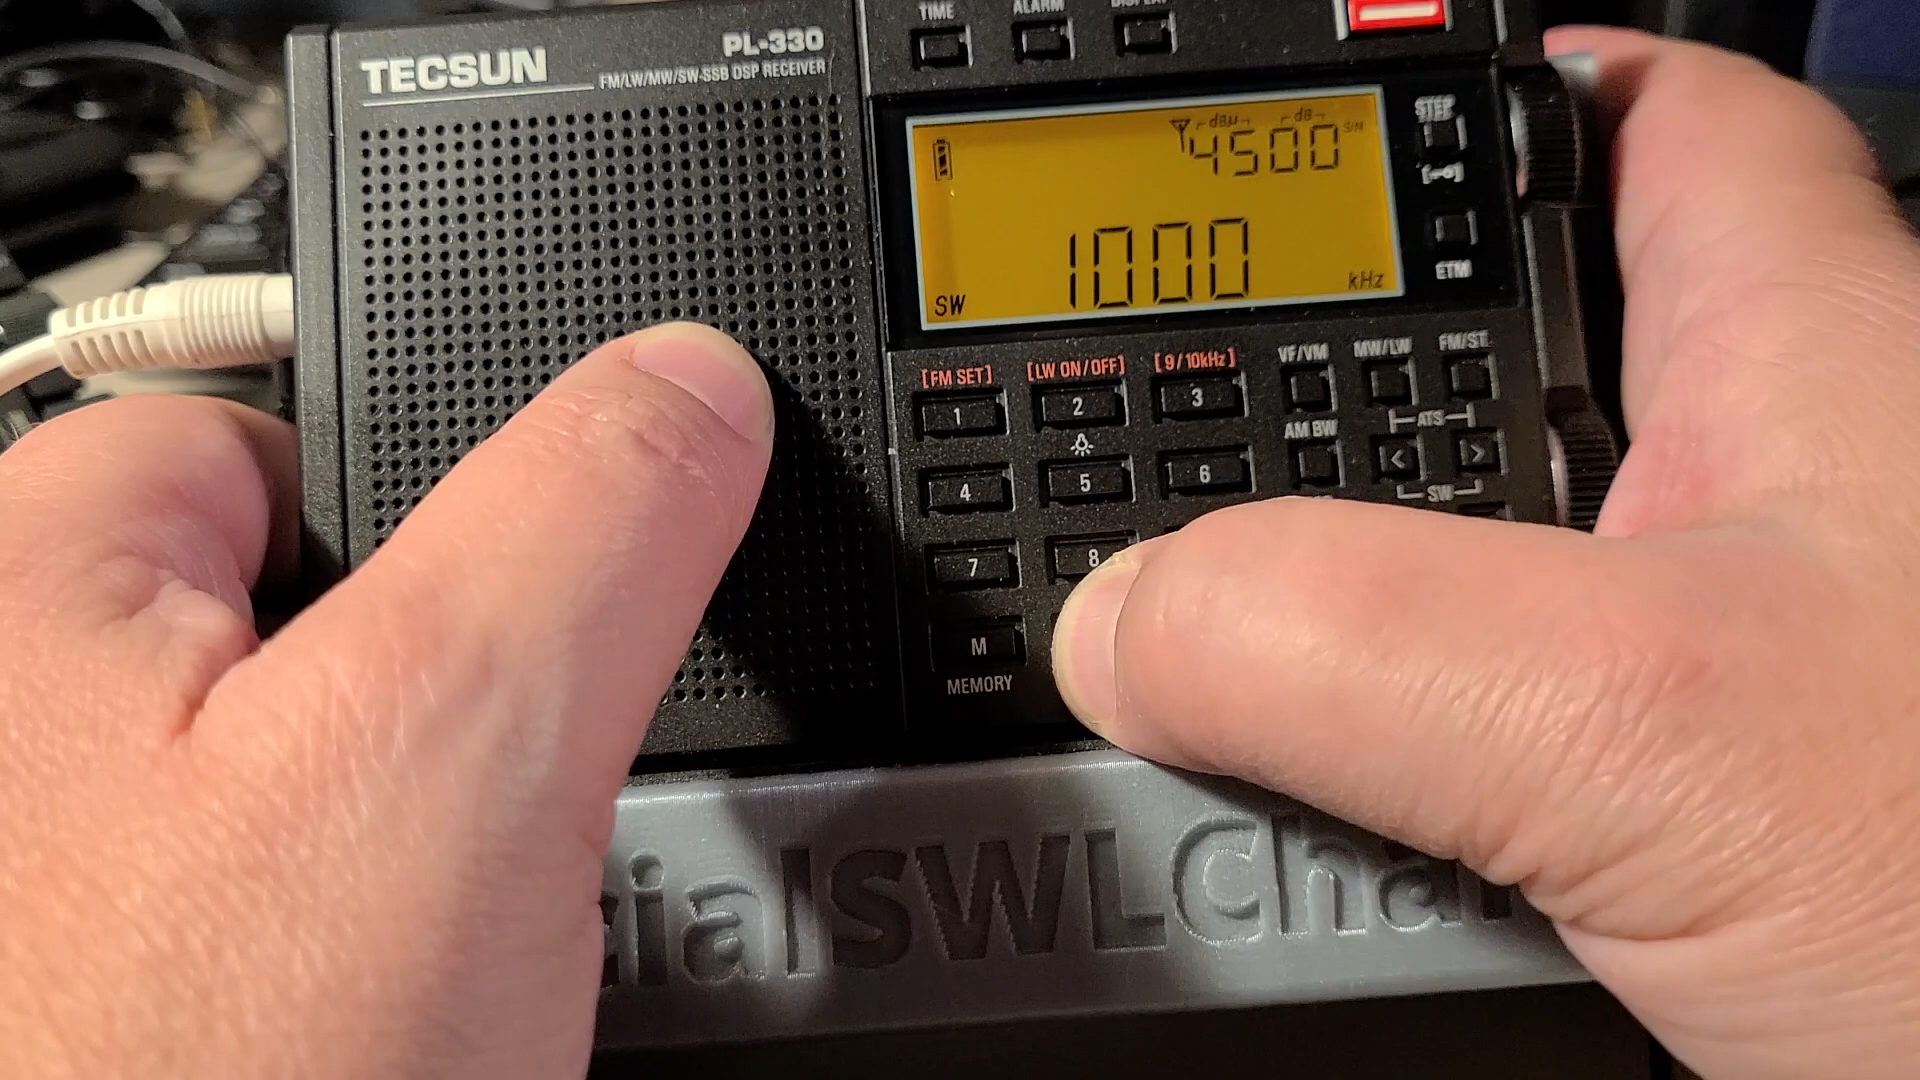 TIME ALARM DISPLAY
TECSUN
PL-330
FM/LW/MW/SW-SSB DSP RECEIVER
dBμ dB
4500 S/N
1000
SW kHz
STEP
ETM
[FM SET] [LW ON/OFF] [9/10kHz] VF/VM MW/LW FM/ST.
1 2 3
ATS
AM BW
4 5 6 < >
SW
7 8
M
MEMORY
cialSWLCha